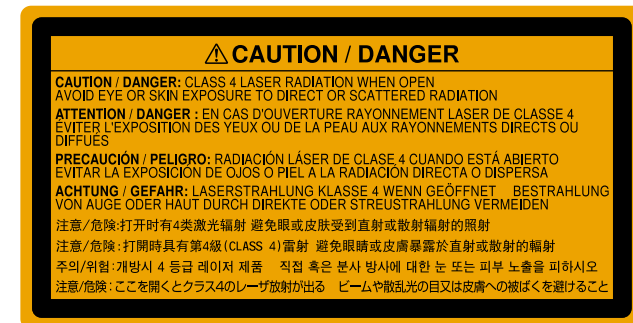 ⚠ CAUTION / DANGER
CAUTION / DANGER: CLASS 4 LASER RADIATION WHEN OPEN
AVOID EYE OR SKIN EXPOSURE TO DIRECT OR SCATTERED RADIATION
ATTENTION / DANGER : EN CAS D'OUVERTURE RAYONNEMENT LASER DE CLASSE 4
ÉVITER L'EXPOSITION DES YEUX OU DE LA PEAU AUX RAYONNEMENTS DIRECTS OU
DIFFUÉS
PRECAUCIÓN / PELIGRO: RADIACIÓN LÁSER DE CLASE 4 CUANDO ESTÁ ABIERTO
EVITAR LA EXPOSICIÓN DE OJOS O PIEL A LA RADIACIÓN DIRECTA O DISPERSA
ACHTUNG / GEFAHR: LASERSTRAHLUNG KLASSE 4 WENN GEÖFFNET BESTRAHLUNG
VON AUGE ODER HAUT DURCH DIREKTE ODER STREUSTRAHLUNG VERMEIDEN
注意/危险:打开时有4类激光辐射 避免眼或皮肤受到直射或散射辐射的照射
注意/危險:打開時具有第4級(CLASS 4)雷射 避免眼睛或皮膚暴露於直射或散射的輻射
주의/위험:개방시 4 등급 레이저 제품 직접 혹은 분사 방사에 대한 눈 또는 피부 노출을 피하시오
注意/危険:ここを開くとクラス4のレーザ放射が出る ビームや散乱光の目又は皮膚への被ばくを避けること